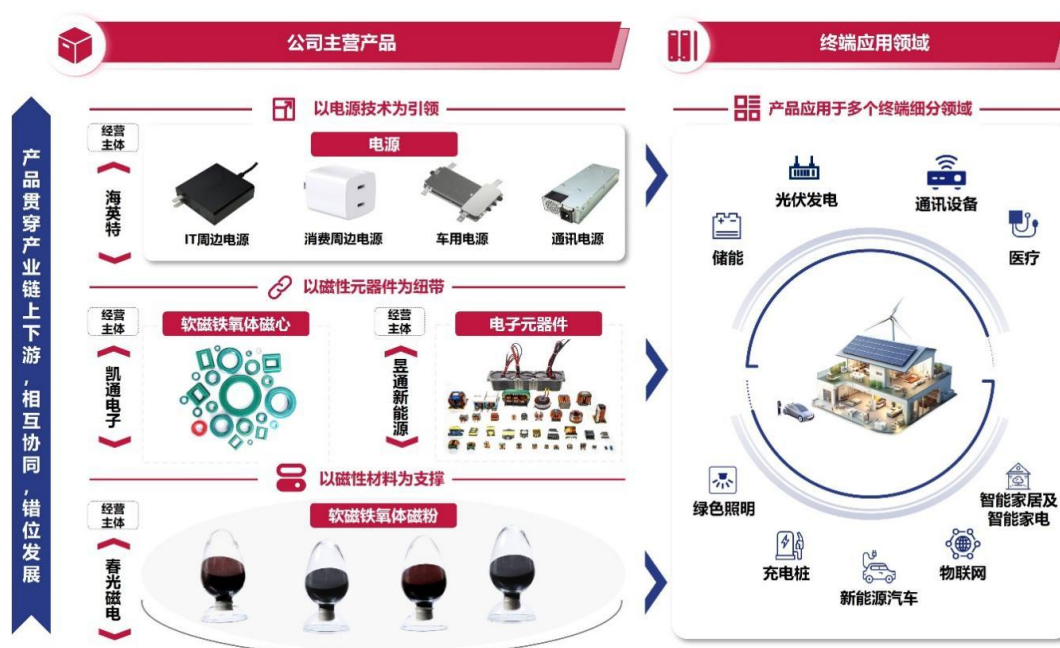 公司主营产品
终端应用领域
产品贯穿产业链上下游,相互协同,错位发展
以电源技术为引领
经营
主体
海英特
电源
IT周边电源
消费周边电源
车用电源
通讯电源
以磁性元器件为纽带
经营
主体
凯通电子
软磁铁氧体磁心
经营
主体
昱通新能源
电子元器件
以磁性材料为支撑
经营
主体
春光磁电
软磁铁氧体磁粉
产品应用于多个终端细分领域
光伏发电
通讯设备
储能
医疗
绿色照明
智能家居及
智能家电
充电桩
物联网
新能源汽车